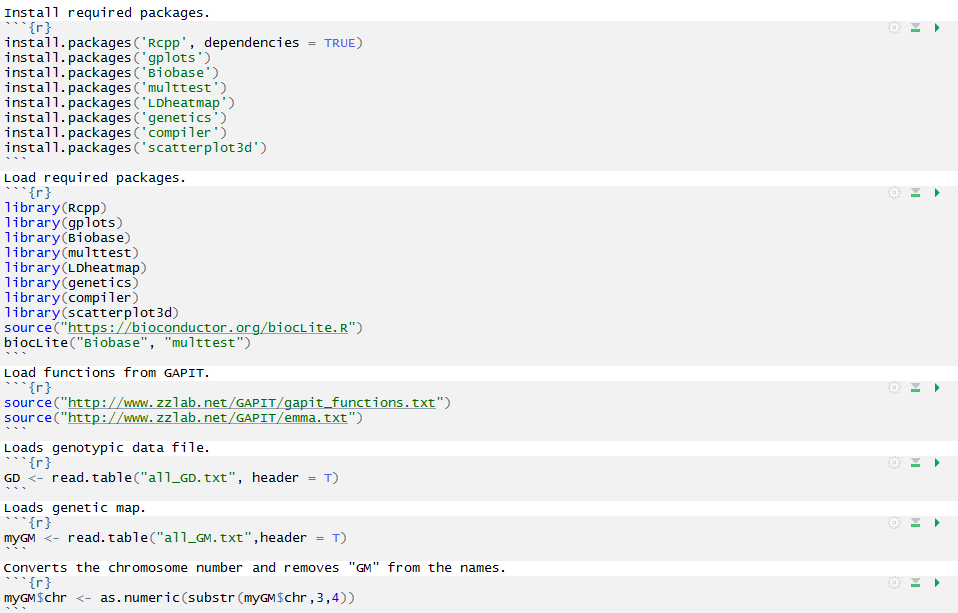 Install required packages.
```{r}
install.packages('Rcpp', dependencies = TRUE)
install.packages('gplots')
install.packages('Biobase')
install.packages('multtest')
install.packages('LDheatmap')
install.packages('genetics')
install.packages('compiler')
install.packages('scatterplot3d')
```
Load required packages.
```{r}
library(Rcpp)
library(gplots)
library(Biobase)
library(multtest)
library(LDheatmap)
library(genetics)
library(compiler)
library(scatterplot3d)
source("https://bioconductor.org/biocLite.R")
biocLite("Biobase", "multtest")
```
Load functions from GAPIT.
```{r}
source("http://www.zzlab.net/GAPIT/gapit_functions.txt")
source("http://www.zzlab.net/GAPIT/emma.txt")
```
Loads genotypic data file.
```{r}
GD <- read.table("all_GD.txt", header = T)
```
Loads genetic map.
```{r}
myGM <- read.table("all_GM.txt",header = T)
```
Converts the chromosome number and removes "GM" from the names.
```{r}
myGM$chr <- as.numeric(substr(myGM$chr,3,4))
```